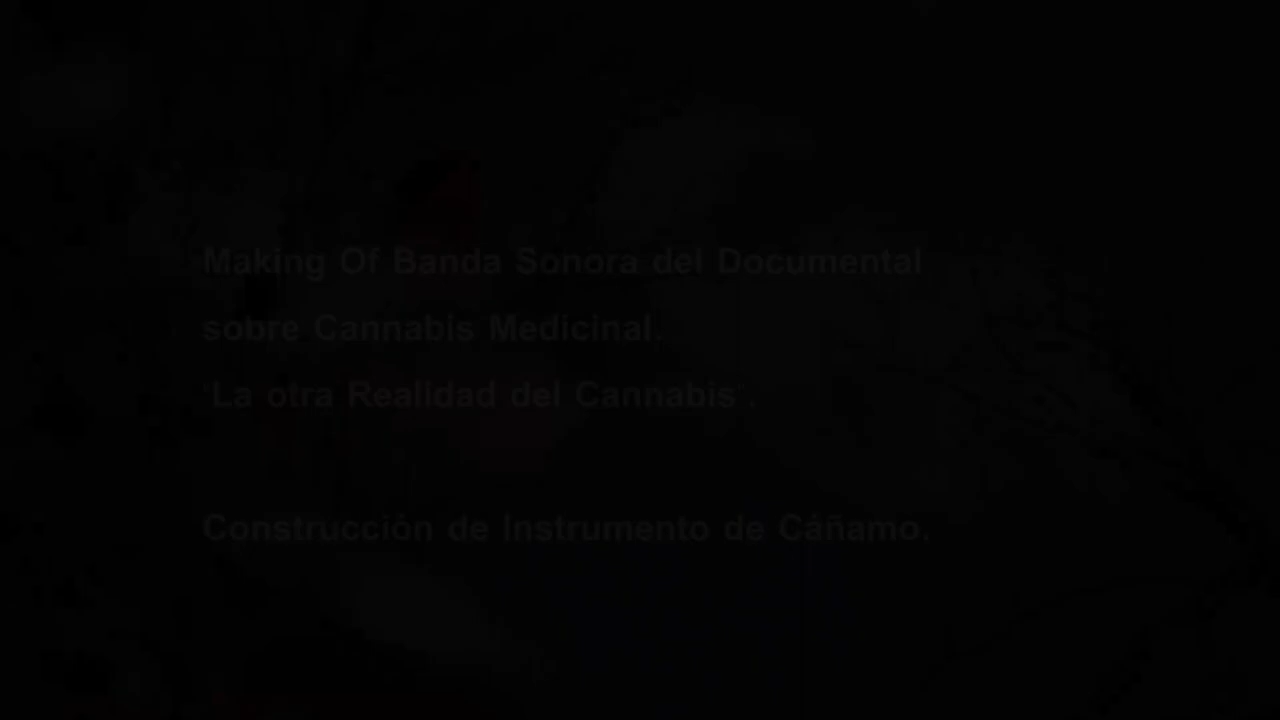 Making Of Banda Sonora del Documental
sobre Cannabis Medicinal.
'La otra Realidad del Cannabis'.
Construcción de Instrumento de Cáñamo.